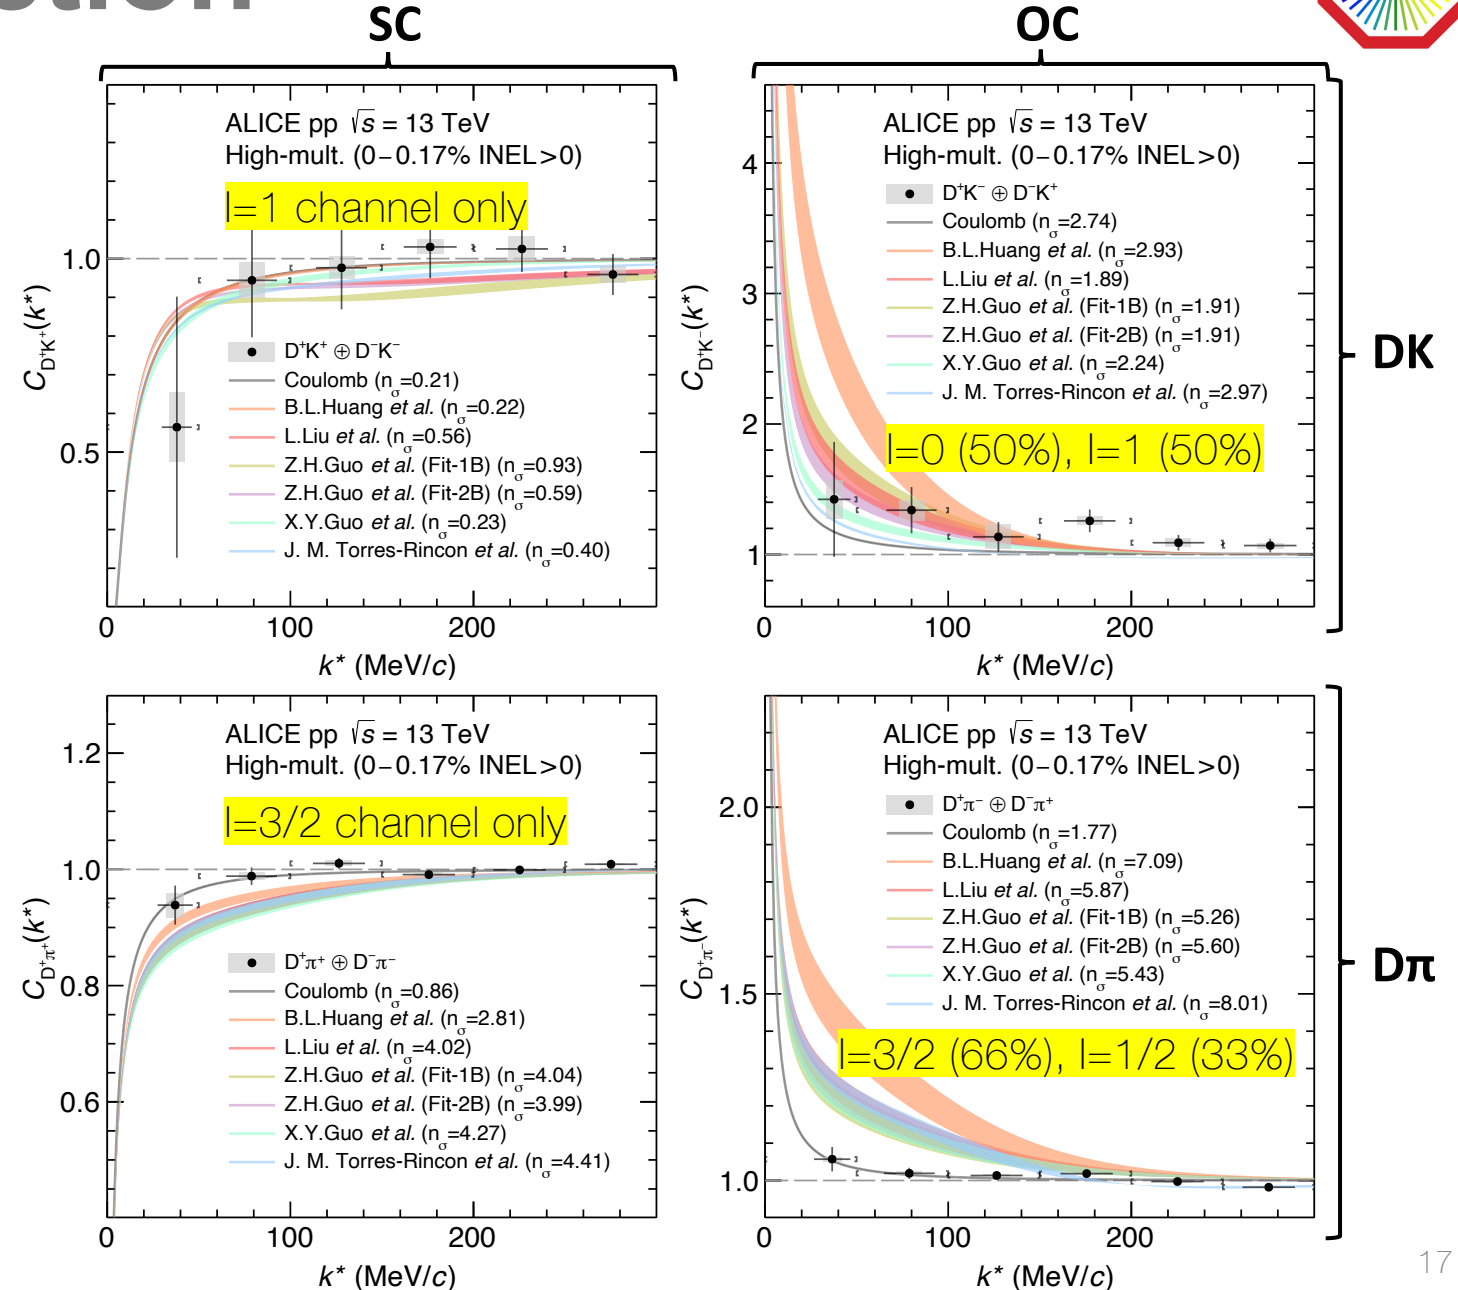 SC
OC
ALICE pp √s = 13 TeV
High-mult. (0−0.17% INEL>0)
I=1 channel only
D⁺K⁺ ⊕ D⁻K⁻
Coulomb (nσ=0.21)
B.L.Huang et al. (nσ=0.22)
L.Liu et al. (nσ=0.56)
Z.H.Guo et al. (Fit-1B) (nσ=0.93)
Z.H.Guo et al. (Fit-2B) (nσ=0.59)
X.Y.Guo et al. (nσ=0.23)
J. M. Torres-Rincon et al. (nσ=0.40)
1.0
0.5
C_D⁺K⁺(k*)
0 100 200
k* (MeV/c)
ALICE pp √s = 13 TeV
High-mult. (0−0.17% INEL>0)
D⁺K⁻ ⊕ D⁻K⁺
Coulomb (nσ=2.74)
B.L.Huang et al. (nσ=2.93)
L.Liu et al. (nσ=1.89)
Z.H.Guo et al. (Fit-1B) (nσ=1.91)
Z.H.Guo et al. (Fit-2B) (nσ=1.91)
X.Y.Guo et al. (nσ=2.24)
J. M. Torres-Rincon et al. (nσ=2.97)
I=0 (50%), I=1 (50%)
4
3
2
1
C_D⁺K⁻(k*)
0 100 200
k* (MeV/c)
DK
ALICE pp √s = 13 TeV
High-mult. (0−0.17% INEL>0)
I=3/2 channel only
D⁺π⁺ ⊕ D⁻π⁻
Coulomb (nσ=0.86)
B.L.Huang et al. (nσ=2.81)
L.Liu et al. (nσ=4.02)
Z.H.Guo et al. (Fit-1B) (nσ=4.04)
Z.H.Guo et al. (Fit-2B) (nσ=3.99)
X.Y.Guo et al. (nσ=4.27)
J. M. Torres-Rincon et al. (nσ=4.41)
1.2
1.0
0.8
0.6
C_D⁺π⁺(k*)
0 100 200
k* (MeV/c)
ALICE pp √s = 13 TeV
High-mult. (0−0.17% INEL>0)
D⁺π⁻ ⊕ D⁻π⁺
Coulomb (nσ=1.77)
B.L.Huang et al. (nσ=7.09)
L.Liu et al. (nσ=5.87)
Z.H.Guo et al. (Fit-1B) (nσ=5.26)
Z.H.Guo et al. (Fit-2B) (nσ=5.60)
X.Y.Guo et al. (nσ=5.43)
J. M. Torres-Rincon et al. (nσ=8.01)
I=3/2 (66%), I=1/2 (33%)
2.0
1.5
1.0
C_D⁺π⁻(k*)
0 100 200
k* (MeV/c)
Dπ
17